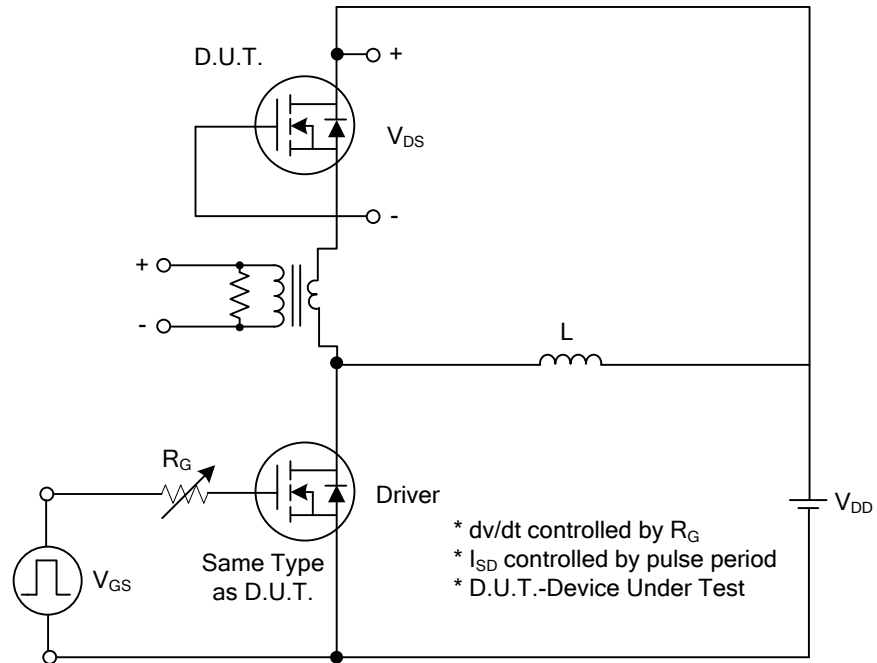 D.U.T.
+
V_DS
-
+
-
L
R_G
Driver
V_DD
V_GS
Same Type
as D.U.T.
* dv/dt controlled by R_G
* I_SD controlled by pulse period
* D.U.T.-Device Under Test